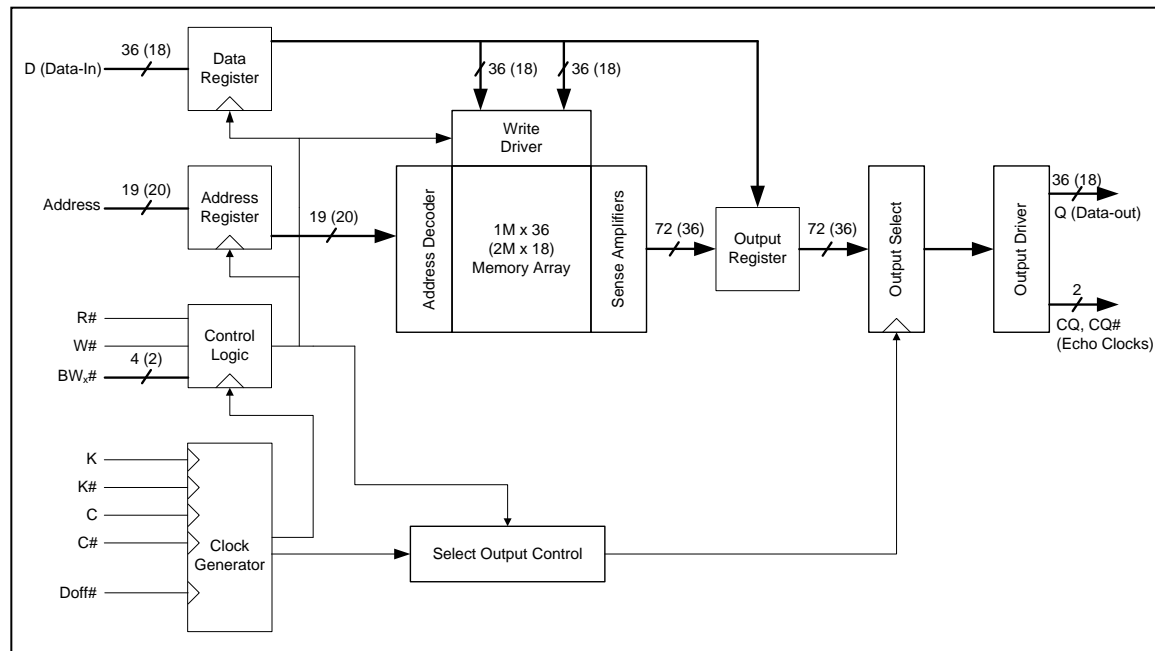 36 (18)
D (Data-In)
Data
Register
36 (18)
36 (18)
Write
Driver
19 (20)
Address
Address
Register
19 (20)
Address Decoder
1M x 36
(2M x 18)
Memory Array
Sense Amplifiers
72 (36)
Output
Register
72 (36)
Output Select
Output Driver
36 (18)
Q (Data-out)
2
CQ, CQ#
(Echo Clocks)
R#
W#
4 (2)
BWx#
Control
Logic
K
K#
C
C#
Doff#
Clock
Generator
Select Output Control